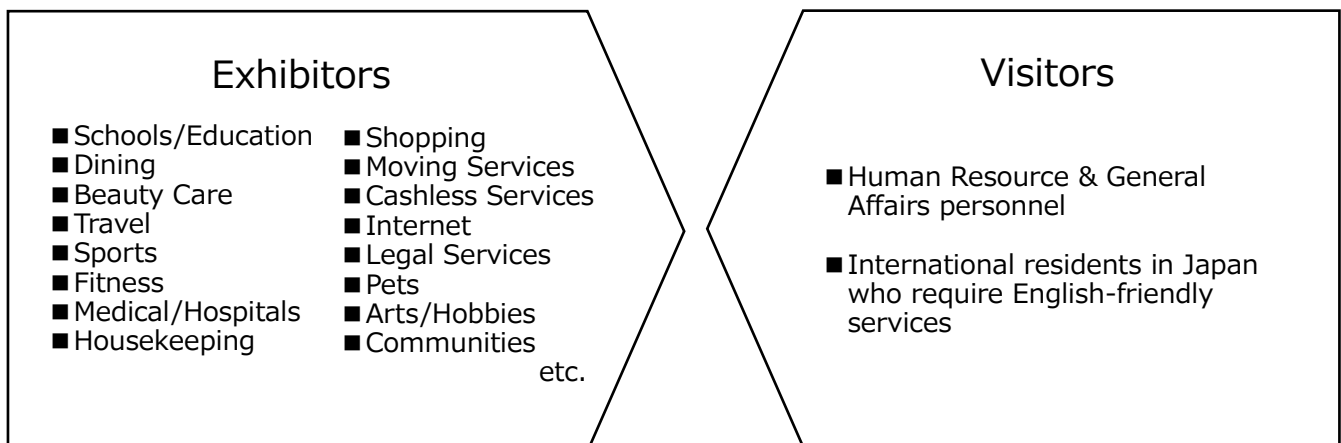 Exhibitors
■Schools/Education
■Dining
■Beauty Care
■Travel
■Sports
■Fitness
■Medical/Hospitals
■Housekeeping
■Shopping
■Moving Services
■Cashless Services
■Internet
■Legal Services
■Pets
■Arts/Hobbies
■Communities
etc.
Visitors
■Human Resource & General
Affairs personnel
■International residents in Japan
who require English-friendly
services